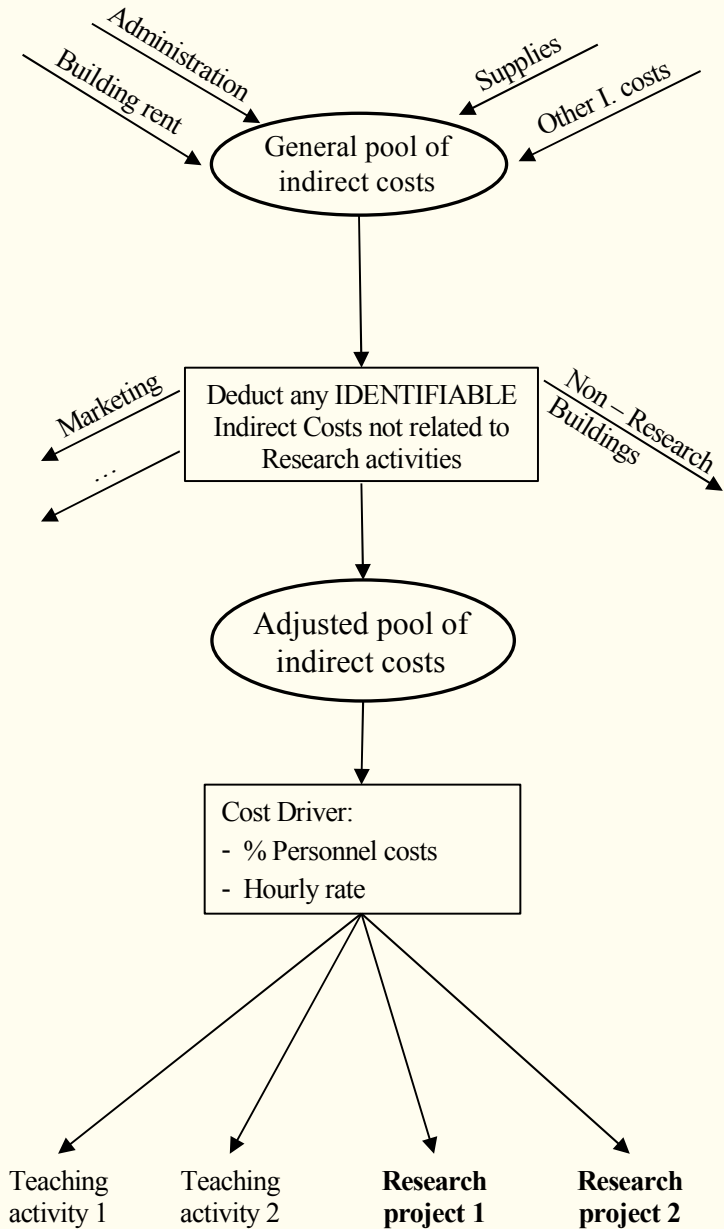 Administration
Building rent
Supplies
Other I. costs
General pool of
indirect costs
Marketing
…
Deduct any IDENTIFIABLE
Indirect Costs not related to
Research activities
Non – Research
Buildings
Adjusted pool of
indirect costs
Cost Driver:
- % Personnel costs
- Hourly rate
Teaching
activity 1
Teaching
activity 2
Research
project 1
Research
project 2